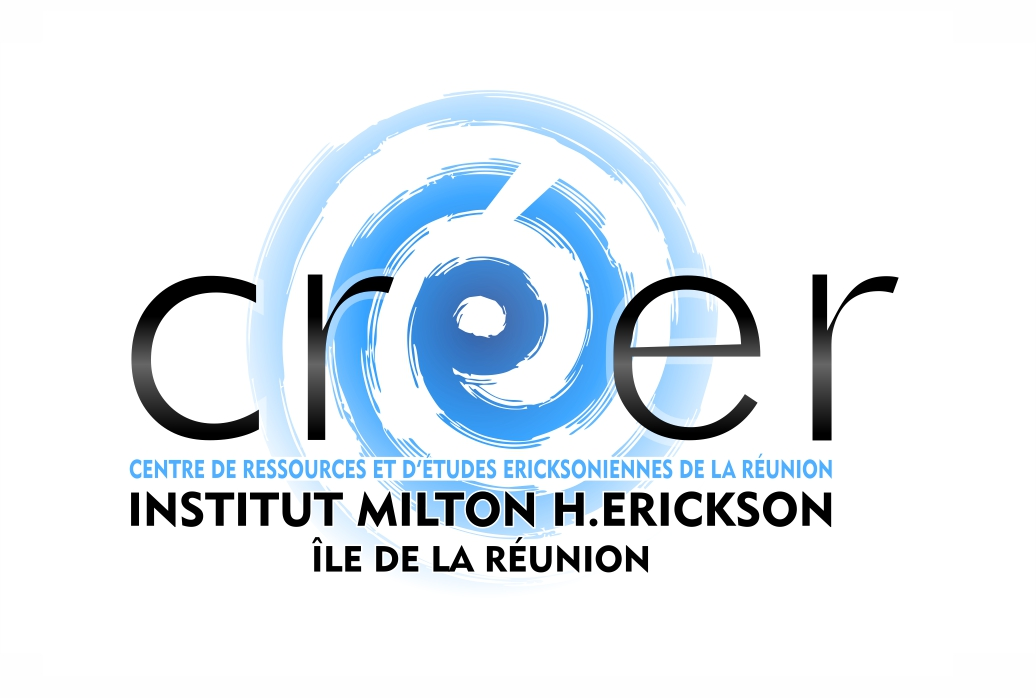 créer
CENTRE DE RESSOURCES ET D'ÉTUDES ERICKSONIENNES DE LA RÉUNION
INSTITUT MILTON H.ERICKSON
ÎLE DE LA RÉUNION